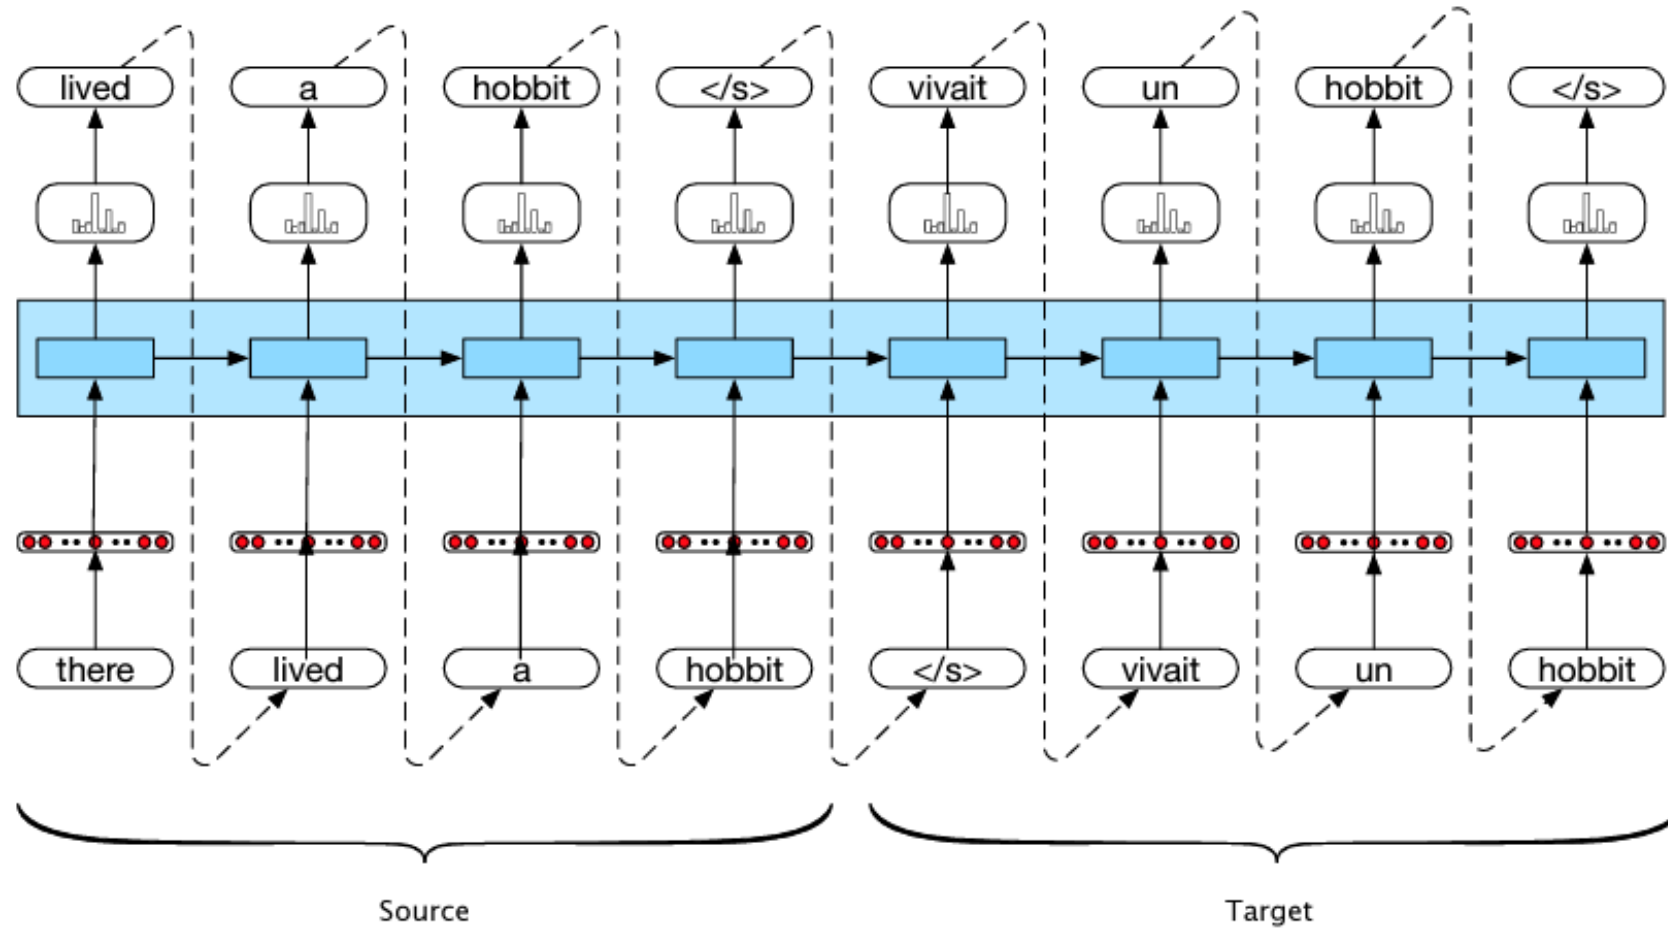 lived a hobbit </s> vivait un hobbit </s>
there lived a hobbit </s> vivait un hobbit
Source Target